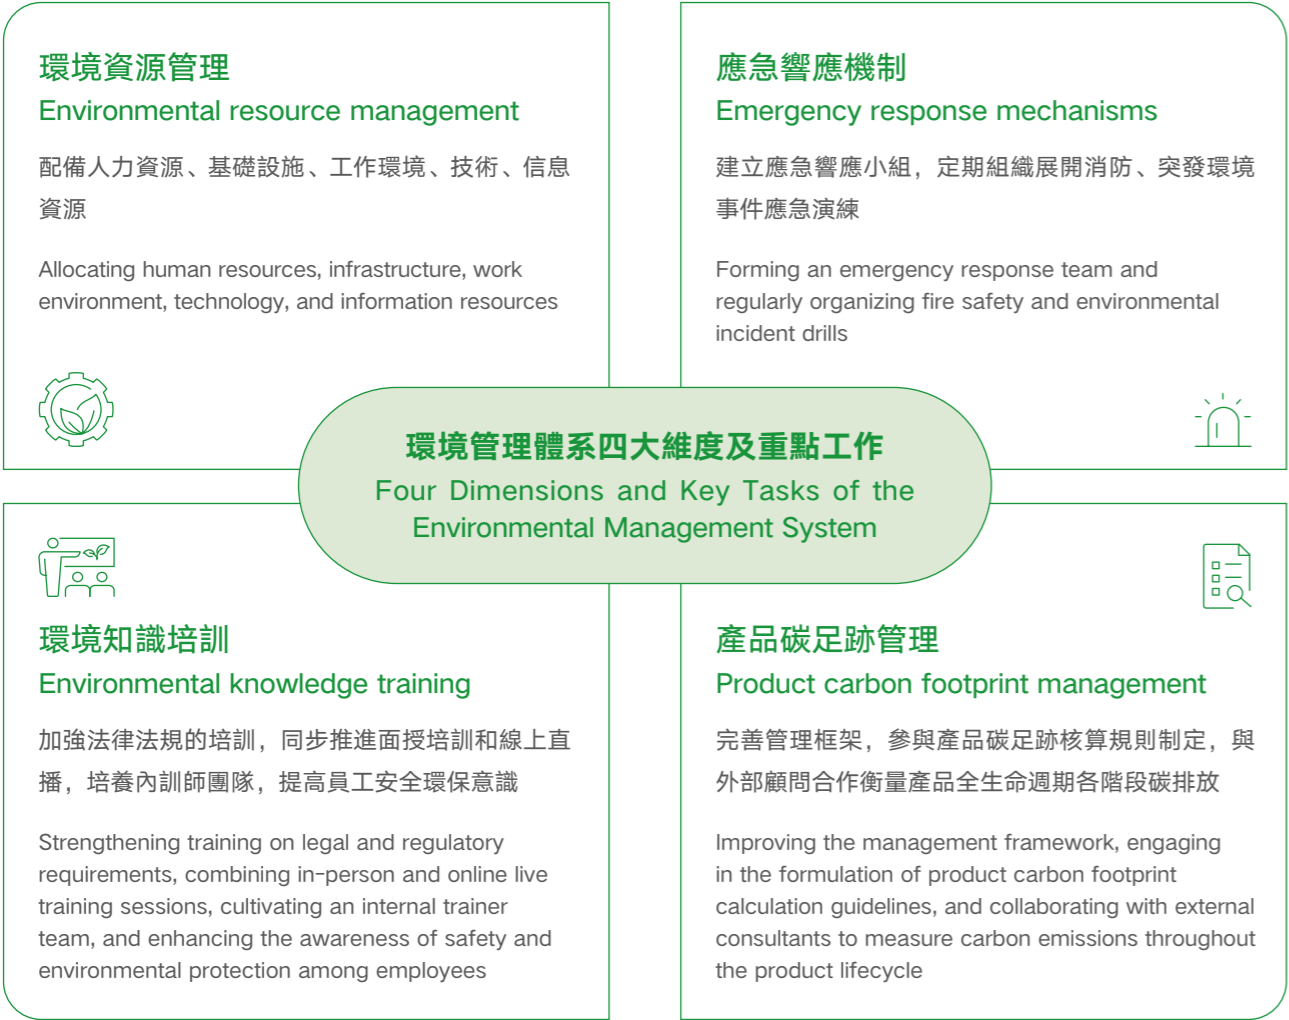 環境資源管理
Environmental resource management
配備人力資源、基礎設施、工作環境、技術、信息
資源
Allocating human resources, infrastructure, work
environment, technology, and information resources
應急響應機制
Emergency response mechanisms
建立應急響應小組，定期組織展開消防、突發環境
事件應急演練
Forming an emergency response team and
regularly organizing fire safety and environmental
incident drills
環境管理體系四大維度及重點工作
Four Dimensions and Key Tasks of the
Environmental Management System
環境知識培訓
Environmental knowledge training
加強法律法規的培訓，同步推進面授培訓和線上直
播，培養內訓師團隊，提高員工安全環保意識
Strengthening training on legal and regulatory
requirements, combining in-person and online live
training sessions, cultivating an internal trainer
team, and enhancing the awareness of safety and
environmental protection among employees
產品碳足跡管理
Product carbon footprint management
完善管理框架，參與產品碳足跡核算規則制定，與
外部顧問合作衡量產品全生命週期各階段碳排放
Improving the management framework, engaging
in the formulation of product carbon footprint
calculation guidelines, and collaborating with external
consultants to measure carbon emissions throughout
the product lifecycle